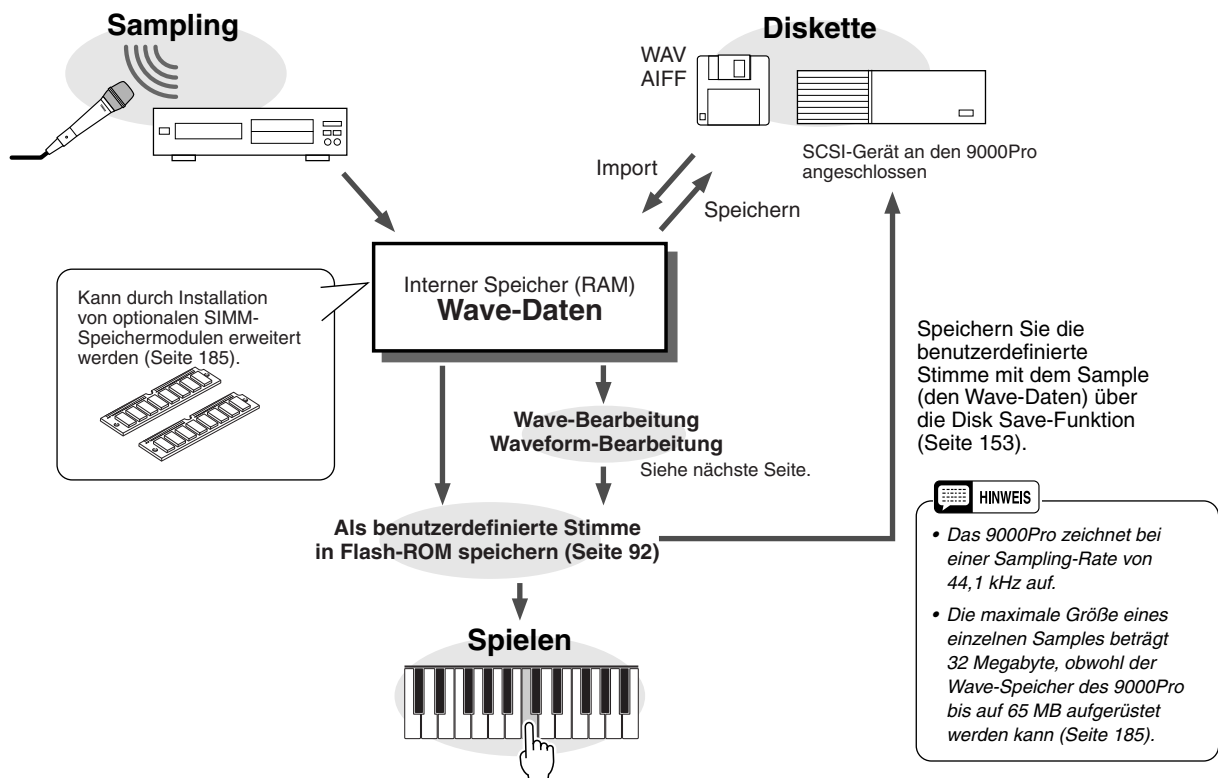 Sampling
Diskette
WAV
AIFF
SCSI-Gerät an den 9000Pro
angeschlossen
Import
Speichern
Interner Speicher (RAM)
Wave-Daten
Kann durch Installation
von optionalen SIMM-
Speichermodulen erweitert
werden (Seite 185).
Wave-Bearbeitung
Waveform-Bearbeitung
Siehe nächste Seite.
Als benutzerdefinierte Stimme
in Flash-ROM speichern (Seite 92)
Spielen
Speichern Sie die
benutzerdefinierte
Stimme mit dem Sample
(den Wave-Daten) über
die Disk Save-Funktion
(Seite 153).
HINWEIS
• Das 9000Pro zeichnet bei
einer Sampling-Rate von
44,1 kHz auf.
• Die maximale Größe eines
einzelnen Samples beträgt
32 Megabyte, obwohl der
Wave-Speicher des 9000Pro
bis auf 65 MB aufgerüstet
werden kann (Seite 185).